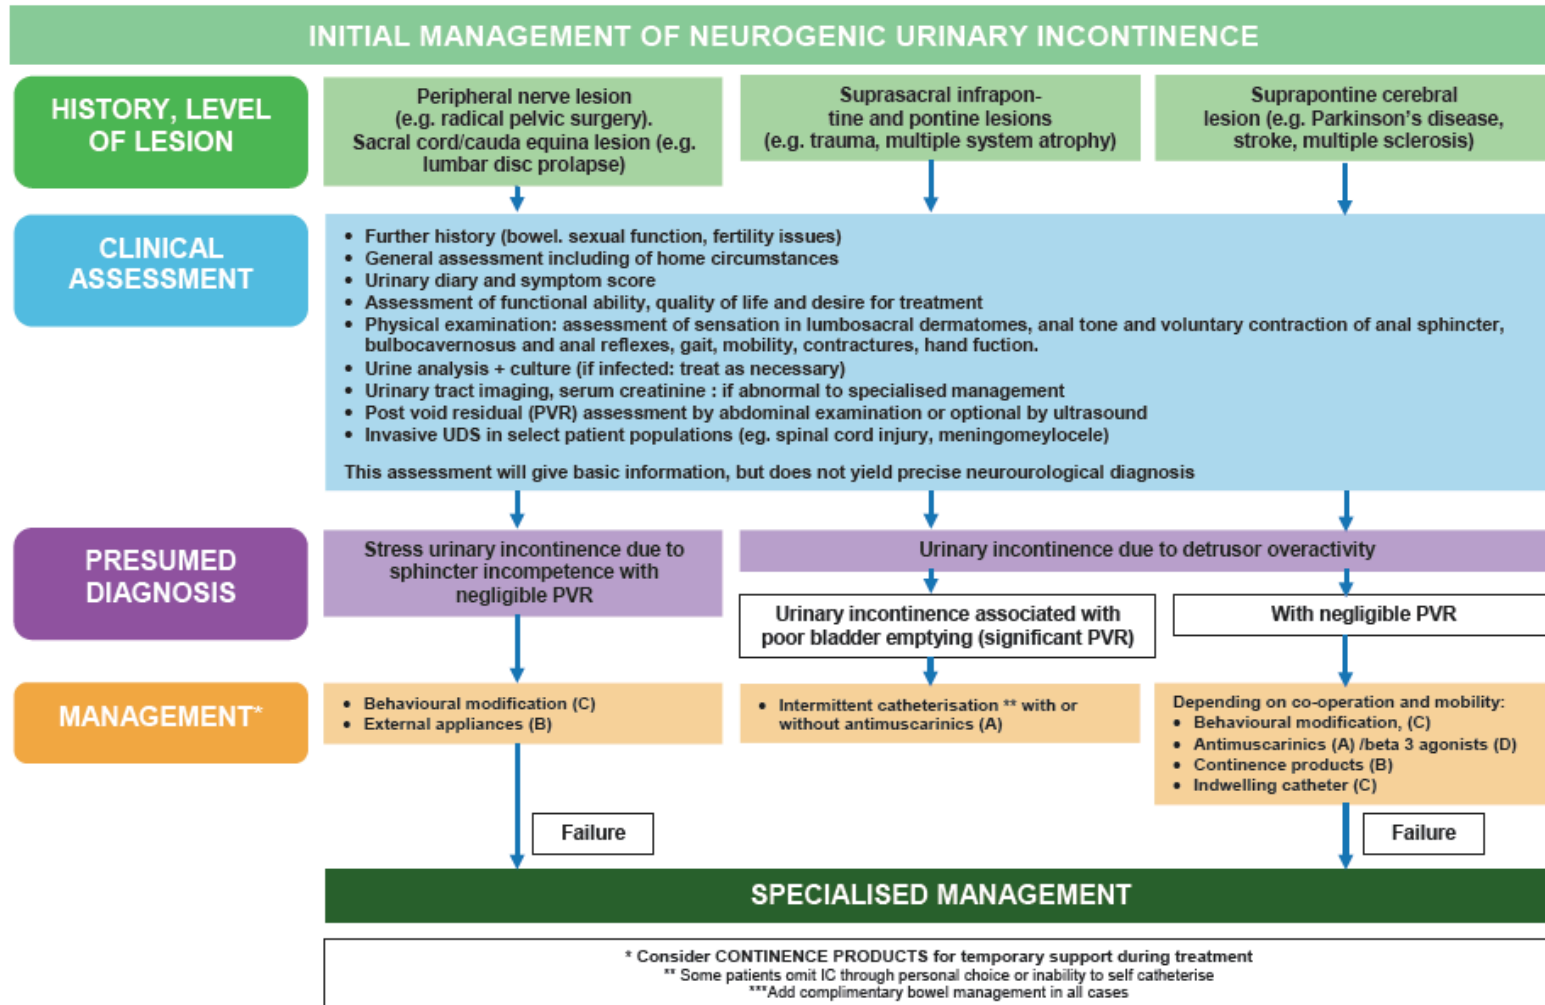 INITIAL MANAGEMENT OF NEUROGENIC URINARY INCONTINENCE
HISTORY, LEVEL
OF LESION
Peripheral nerve lesion
(e.g. radical pelvic surgery).
Sacral cord/cauda equina lesion (e.g.
lumbar disc prolapse)
Suprasacral infrapon-
tine and pontine lesions
(e.g. trauma, multiple system atrophy)
Suprapontine cerebral
lesion (e.g. Parkinson's disease,
stroke, multiple sclerosis)
CLINICAL
ASSESSMENT
• Further history (bowel. sexual function, fertility issues)
• General assessment including of home circumstances
• Urinary diary and symptom score
• Assessment of functional ability, quality of life and desire for treatment
• Physical examination: assessment of sensation in lumbosacral dermatomes, anal tone and voluntary contraction of anal sphincter,
bulbocavernosus and anal reflexes, gait, mobility, contractures, hand fuction.
• Urine analysis + culture (if infected: treat as necessary)
• Urinary tract imaging, serum creatinine : if abnormal to specialised management
• Post void residual (PVR) assessment by abdominal examination or optional by ultrasound
• Invasive UDS in select patient populations (eg. spinal cord injury, meningomeylocele)
This assessment will give basic information, but does not yield precise neurourological diagnosis
PRESUMED
DIAGNOSIS
Stress urinary incontinence due to
sphincter incompetence with
negligible PVR
Urinary incontinence due to detrusor overactivity
Urinary incontinence associated with
poor bladder emptying (significant PVR)
With negligible PVR
MANAGEMENT*
• Behavioural modification (C)
• External appliances (B)
• Intermittent catheterisation ** with or
without antimuscarinics (A)
Depending on co-operation and mobility:
• Behavioural modification, (C)
• Antimuscarinics (A) /beta 3 agonists (D)
• Continence products (B)
• Indwelling catheter (C)
Failure
Failure
SPECIALISED MANAGEMENT
* Consider CONTINENCE PRODUCTS for temporary support during treatment
** Some patients omit IC through personal choice or inability to self catheterise
***Add complimentary bowel management in all cases